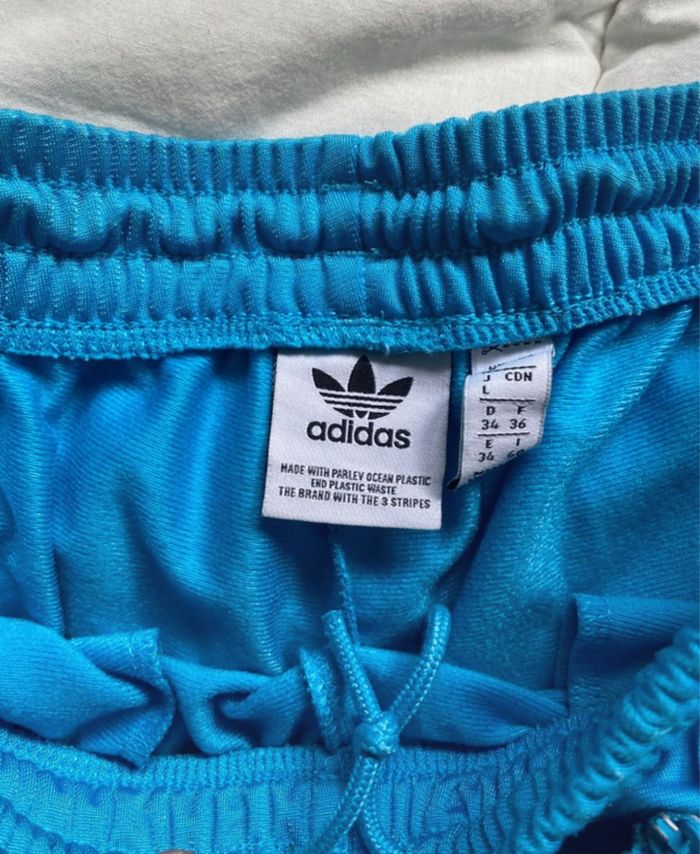 adidas
MADE WITH PARLEY OCEAN PLASTIC
END PLASTIC WASTE
THE BRAND WITH THE 3 STRIPES
J CDN
L
D F
34 36
E I
34